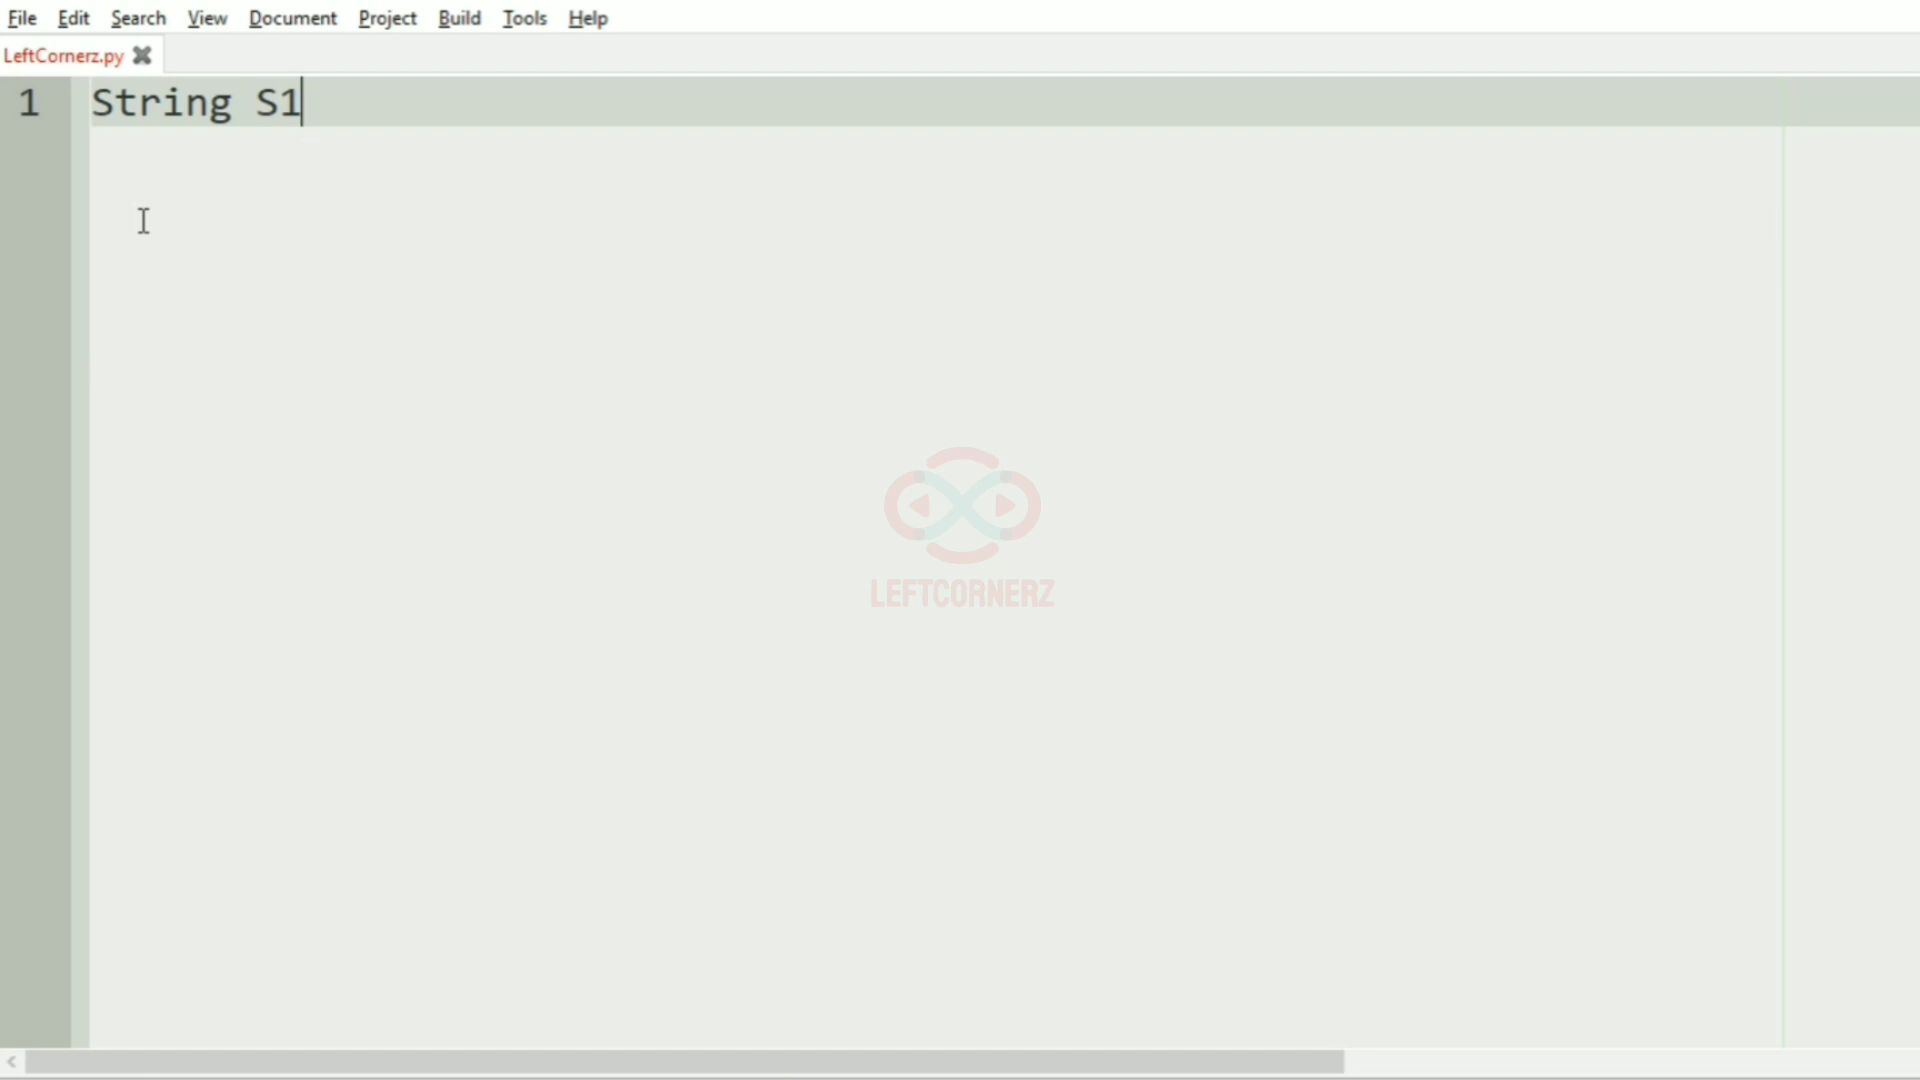 File Edit Search View Document Project Build Tools Help
LeftCornerz.py
1 String S1
LEFTCORNERZ